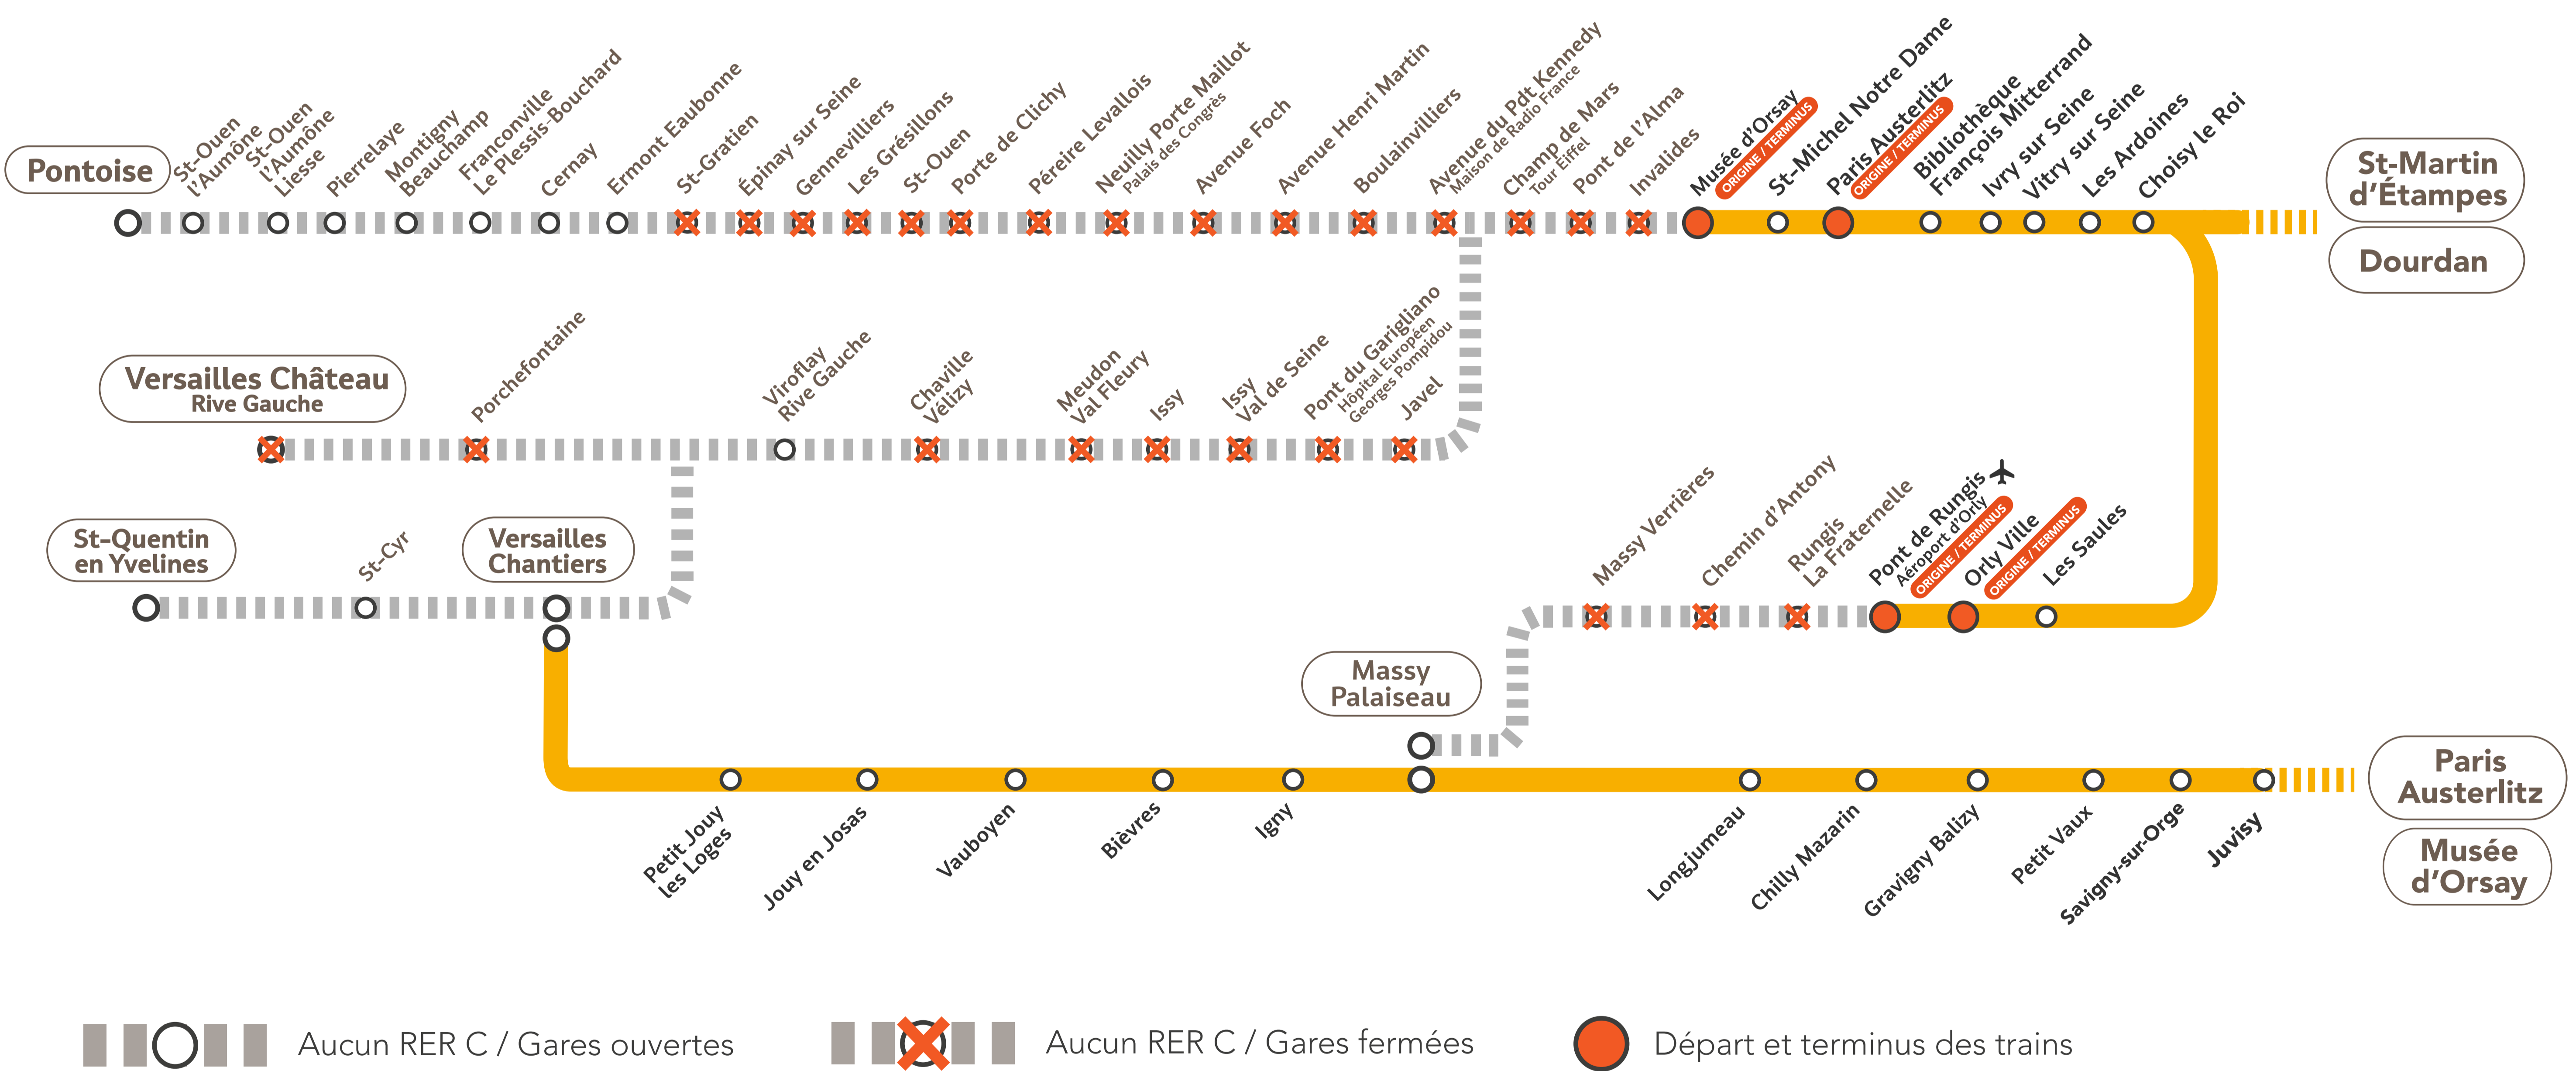 Pontoise
St-Ouen
l'Aumône
St-Ouen
l'Aumône
Liesse
Pierrelaye
Montigny
Beauchamp
Franconville
Le Plessis-Bouchard
Cernay
Ermont Eaubonne
St-Gratien
Épinay sur Seine
Gennevilliers
Les Grésillons
St-Ouen
Porte de Clichy
Péreire Levallois
Neuilly Porte Maillot
Palais des Congrès
Avenue Foch
Avenue Henri Martin
Boulainvilliers
Avenue du Pdt Kennedy
Maison de Radio France
Champ de Mars
Tour Eiffel
Pont de l'Alma
Invalides
Musée d'Orsay
ORIGINE / TERMINUS
St-Michel Notre Dame
Paris Austerlitz
ORIGINE / TERMINUS
Bibliothèque
François Mitterrand
Ivry sur Seine
Vitry sur Seine
Les Ardoines
Choisy le Roi
St-Martin
d'Étampes
Dourdan
Versailles Château
Rive Gauche
Porchefontaine
Viroflay
Rive Gauche
Chaville
Vélizy
Meudon
Val Fleury
Issy
Issy
Val de Seine
Pont du Garigliano
Hôpital Européen
Georges Pompidou
Javel
St-Quentin
en Yvelines
St-Cyr
Versailles
Chantiers
Massy Verrières
Chemin d'Antony
Rungis
La Fraternelle
Pont de Rungis
Aéroport d'Orly
ORIGINE / TERMINUS
Orly Ville
ORIGINE / TERMINUS
Les Saules
Massy
Palaiseau
Petit Jouy
les Loges
Jouy en Josas
Vauboyen
Bièvres
Igny
Longjumeau
Chilly Mazarin
Gravigny Balizy
Petit Vaux
Savigny-sur-Orge
Juvisy
Paris
Austerlitz
Musée
d'Orsay
Aucun RER C / Gares ouvertes
Aucun RER C / Gares fermées
Départ et terminus des trains